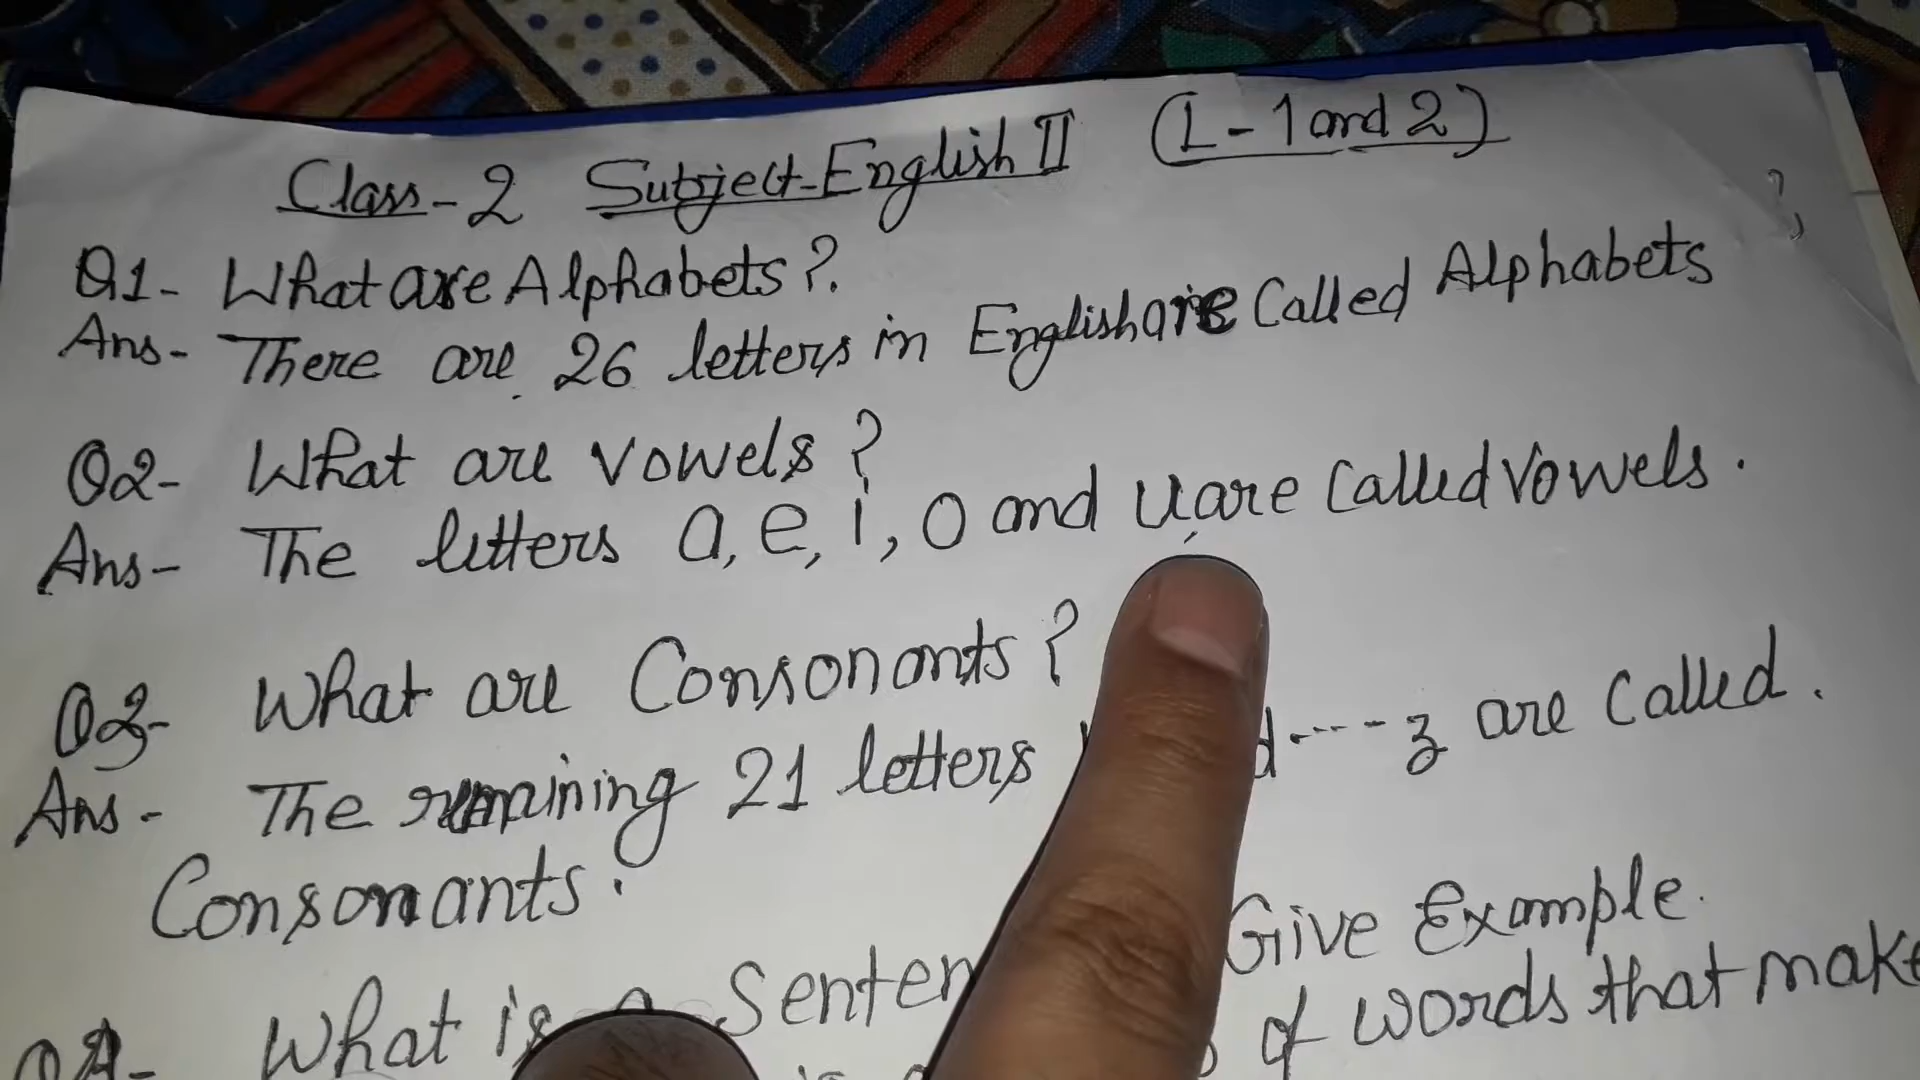 Class-2 Subject-English II (L-1 and 2)
Q1- What are Alphabets?
Ans- There are 26 letters in English are Called Alphabets
Q2- What are Vowels?
Ans- The letters a, e, i, o and u are Called Vowels.
Q3- What are Consonants?
Ans- The remaining 21 letters d----z are Called.
Consonants.
Q4- What is a Give Example.
of words that make